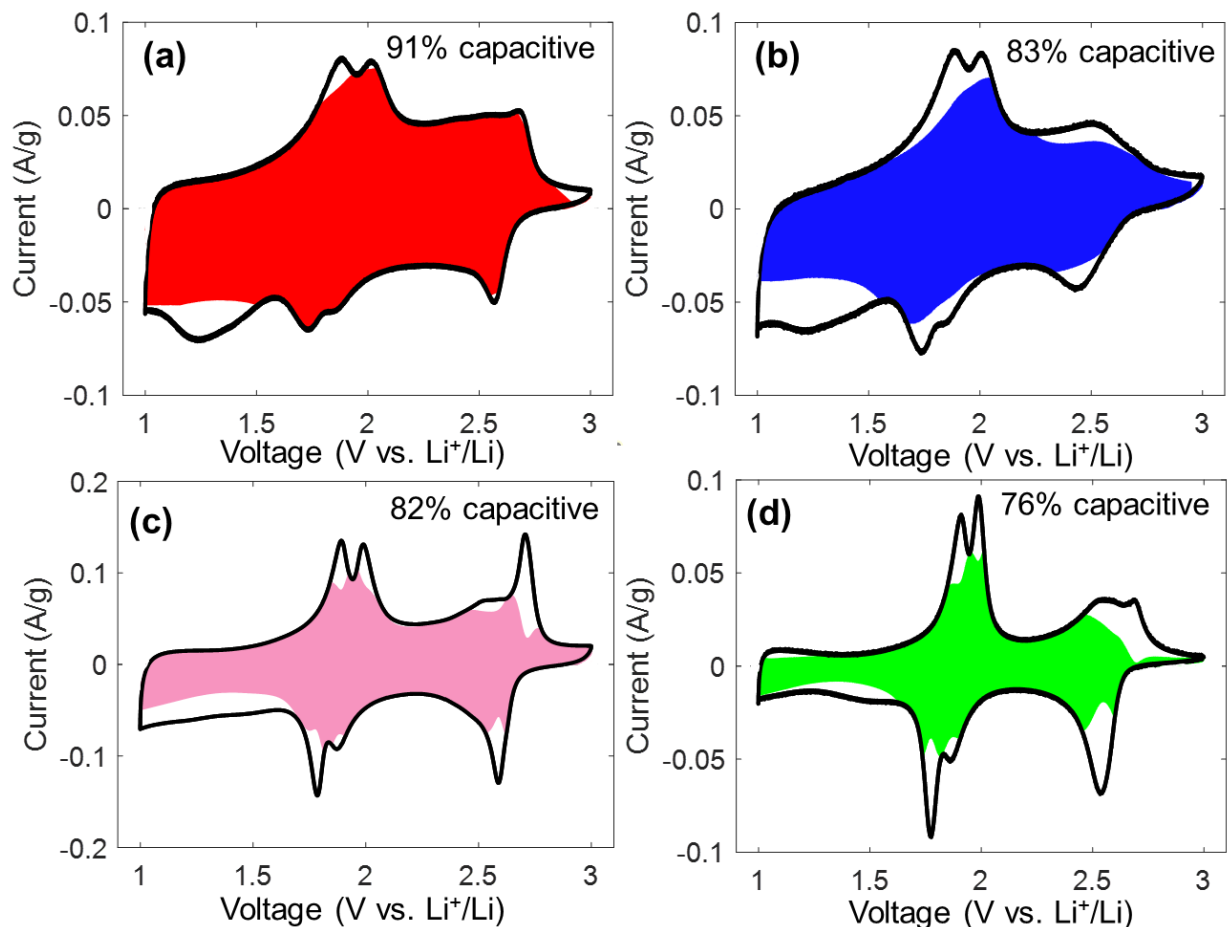 (a) 91% capacitive
0.1
0.05
0
-0.05
-0.1
Current (A/g)
1 1.5 2 2.5 3
Voltage (V vs. Li⁺/Li)
(b) 83% capacitive
0.1
0.05
0
-0.05
-0.1
Current (A/g)
1 1.5 2 2.5 3
Voltage (V vs. Li⁺/Li)
(c) 82% capacitive
0.2
0.1
0
-0.1
-0.2
Current (A/g)
1 1.5 2 2.5 3
Voltage (V vs. Li⁺/Li)
(d) 76% capacitive
0.1
0.05
0
-0.05
-0.1
Current (A/g)
1 1.5 2 2.5 3
Voltage (V vs. Li⁺/Li)